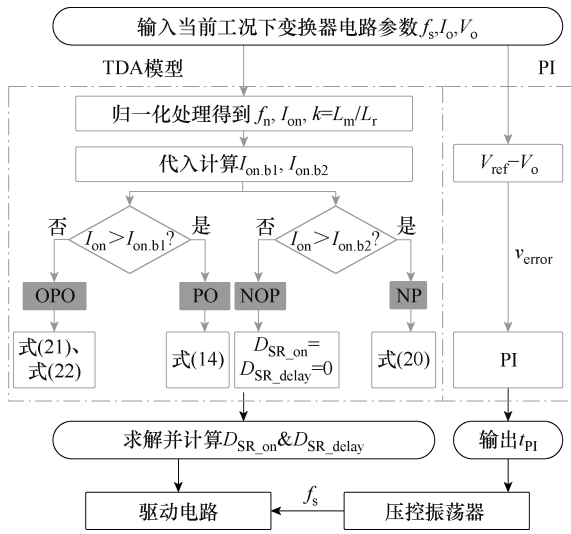 输入当前工况下变换器电路参数fs,Io,Vo
TDA模型
PI
归一化处理得到 fn, Ion, k=Lm/Lr
代入计算Ion.b1, Ion.b2
Vref−Vo
否
Ion＞Ion.b1?
是
否
Ion＞Ion.b2?
是
verror
OPO
PO
NOP
NP
式(21)、
式(22)
式(14)
DSR_on=
DSR_delay=0
式(20)
PI
求解并计算DSR_on&DSR_delay
输出tPI
驱动电路
fs
压控振荡器